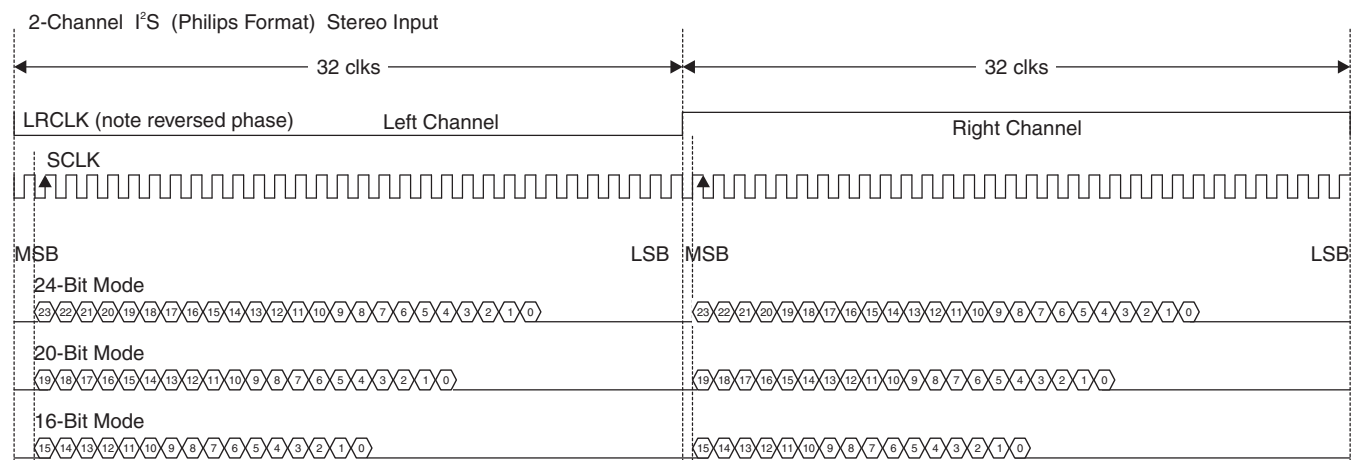 2-Channel I²S (Philips Format) Stereo Input
32 clks 32 clks
LRCLK (note reversed phase) Left Channel Right Channel
SCLK
MSB LSB MSB LSB
24-Bit Mode
23 22 21 20 19 18 17 16 15 14 13 12 11 10 9 8 7 6 5 4 3 2 1 0 23 22 21 20 19 18 17 16 15 14 13 12 11 10 9 8 7 6 5 4 3 2 1 0
20-Bit Mode
19 18 17 16 15 14 13 12 11 10 9 8 7 6 5 4 3 2 1 0 19 18 17 16 15 14 13 12 11 10 9 8 7 6 5 4 3 2 1 0
16-Bit Mode
15 14 13 12 11 10 9 8 7 6 5 4 3 2 1 0 15 14 13 12 11 10 9 8 7 6 5 4 3 2 1 0